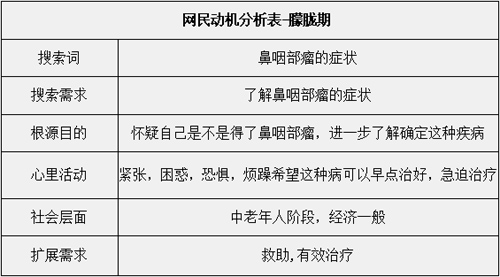 网民动机分析表-朦胧期
搜索词 鼻咽部瘤的症状
搜索需求 了解鼻咽部瘤的症状
根源目的 怀疑自己是不是得了鼻咽部瘤，进一步了解确定这种疾病
心里活动 紧张，困惑，恐惧，烦躁希望这种病可以早点治好，急迫治疗
社会层面 中老年人阶段，经济一般
扩展需求 救助,有效治疗